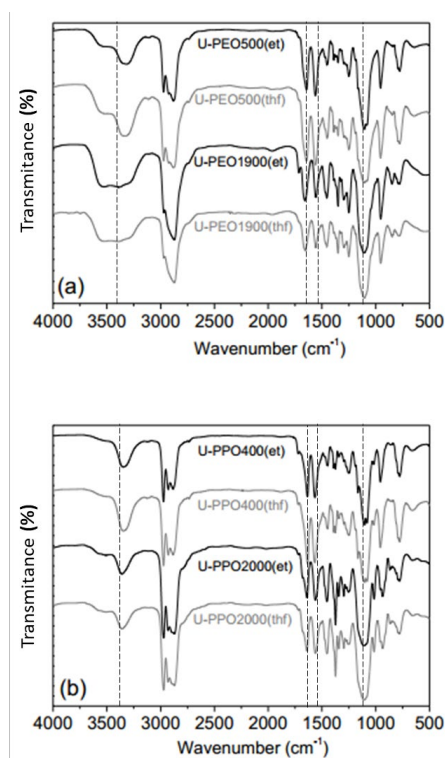 Transmitance (%)
U-PEO500(et)
U-PEO500(thf)
U-PEO1900(et)
U-PEO1900(thf)
(a)
4000 3500 3000 2500 2000 1500 1000 500
Wavenumber (cm⁻¹)
Transmitance (%)
U-PPO400(et)
U-PPO400(thf)
U-PPO2000(et)
U-PPO2000(thf)
(b)
4000 3500 3000 2500 2000 1500 1000 500
Wavenumber (cm⁻¹)